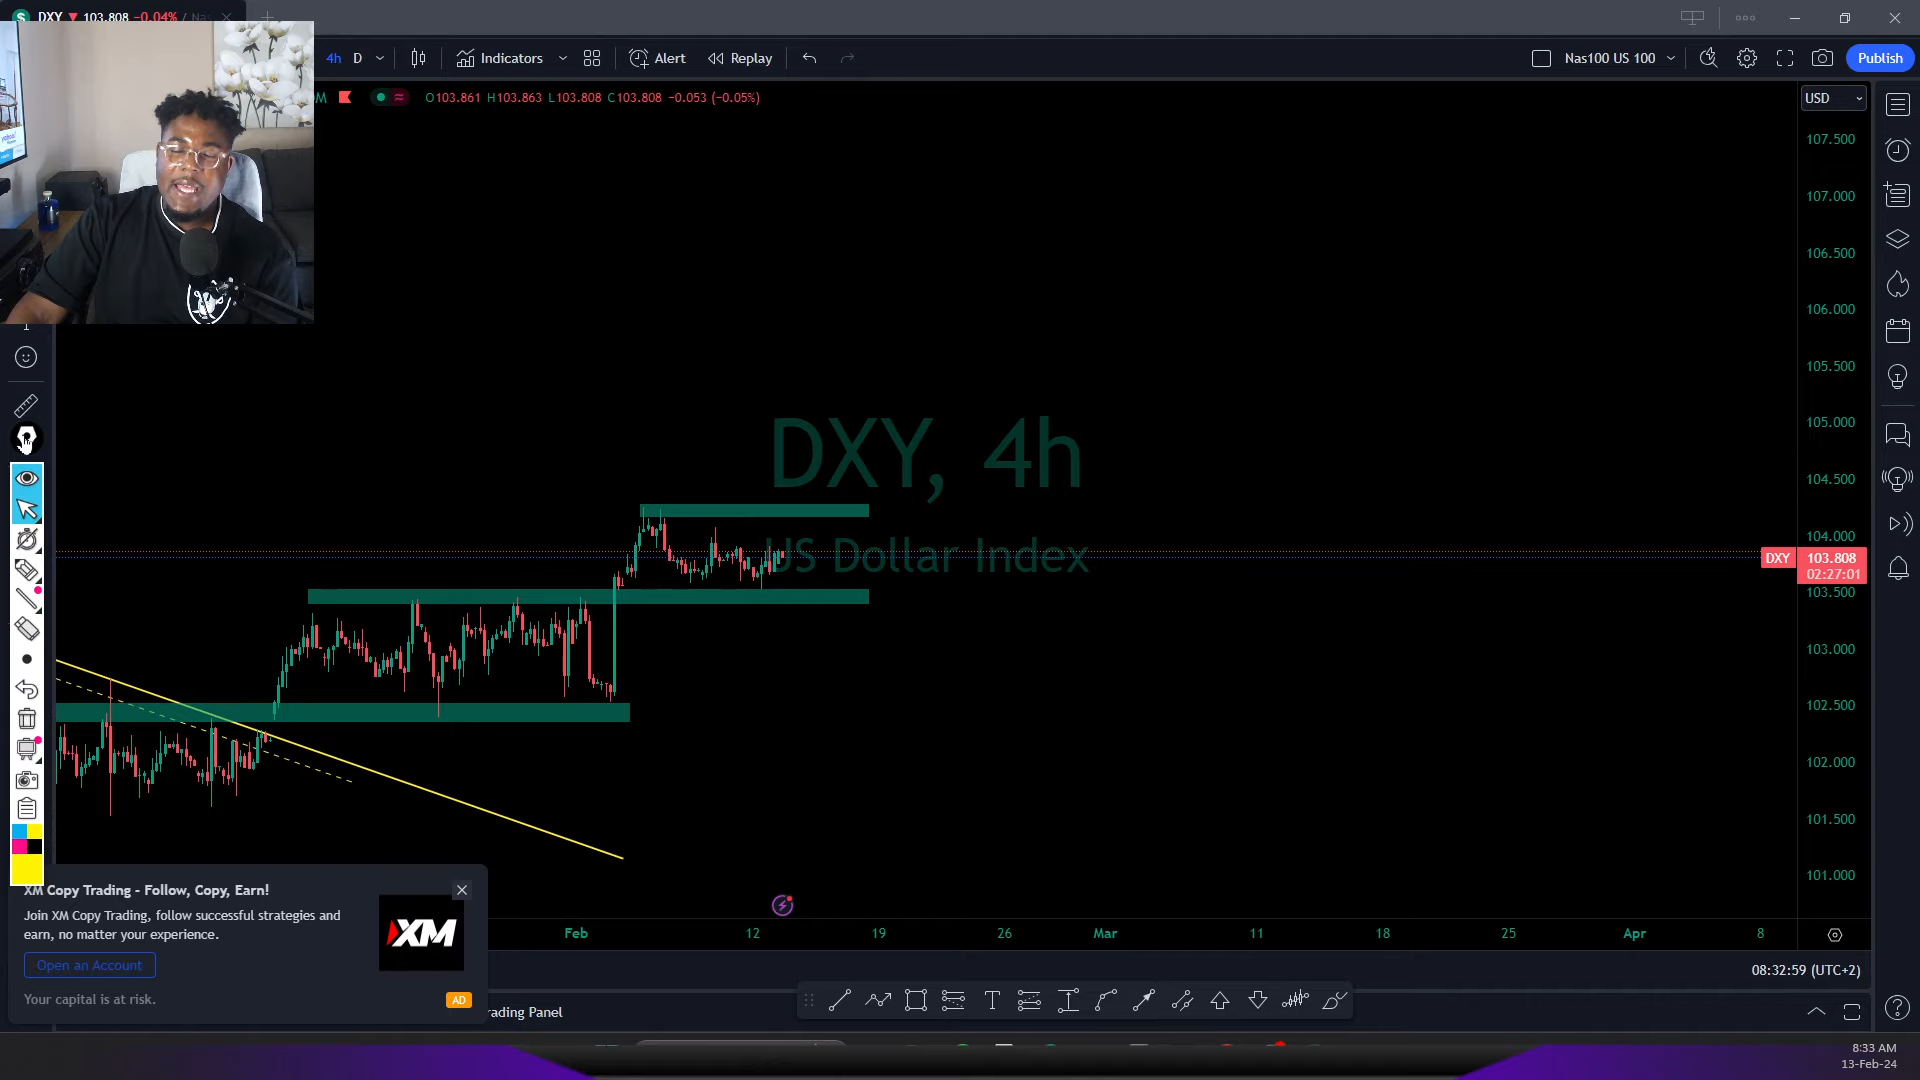 DXY 103.808 −0.04% / Nas
4h D Indicators Alert Replay Nas100 US 100 Publish
M O103.861 H103.863 L103.808 C103.808 −0.053 (−0.05%)
USD
107.500
107.000
106.500
106.000
105.500
105.000
104.500
104.000
DXY 103.808
02:27:01
103.500
103.000
102.500
102.000
101.500
101.000
DXY, 4h
US Dollar Index
XM Copy Trading - Follow, Copy, Earn!
Join XM Copy Trading, follow successful strategies and
earn, no matter your experience.
Open an Account
Your capital is at risk.
AD
XM
Feb 12 19 26 Mar 11 18 25 Apr 8
08:32:59 (UTC+2)
rading Panel
8:33 AM
13-Feb-24